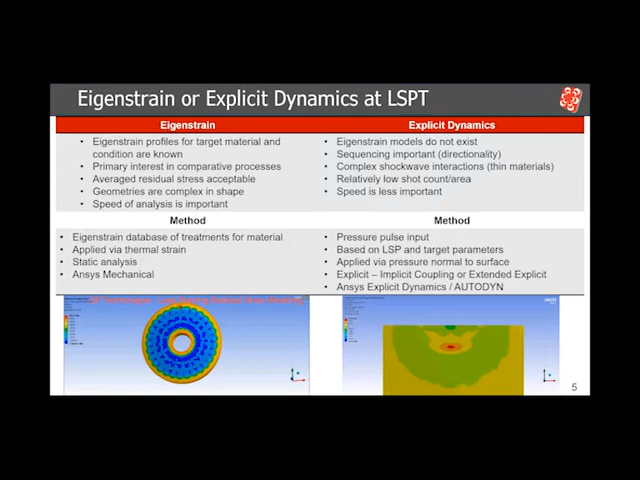 Eigenstrain or Explicit Dynamics at LSPT
Eigenstrain
Explicit Dynamics
• Eigenstrain profiles for target material and
condition are known
• Primary interest in comparative processes
• Averaged residual stress acceptable
• Geometries are complex in shape
• Speed of analysis is important
• Eigenstrain models do not exist
• Sequencing important (directionality)
• Complex shockwave interactions (thin materials)
• Relatively low shot count/area
• Speed is less important
Method
Method
• Eigenstrain database of treatments for material
• Applied via thermal strain
• Static analysis
• Ansys Mechanical
• Pressure pulse input
• Based on LSP and target parameters
• Applied via pressure normal to surface
• Explicit – Implicit Coupling or Extended Explicit
• Ansys Explicit Dynamics / AUTODYN
5